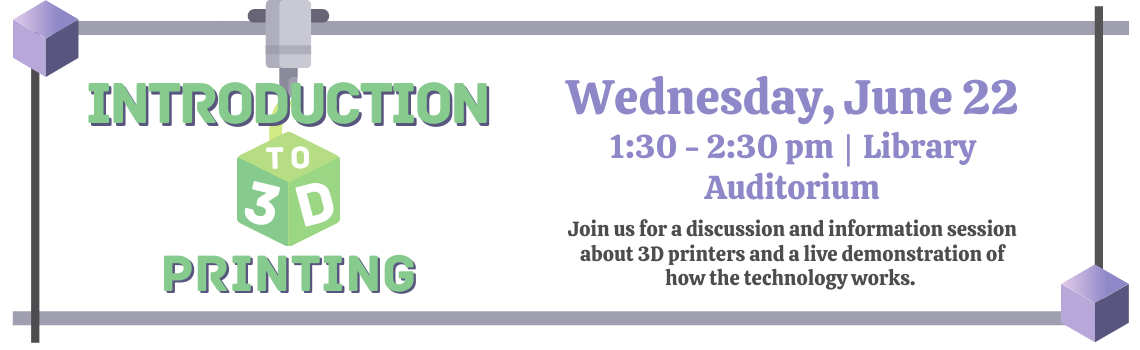 INTRODUCTION
TO
3D
PRINTING
Wednesday, June 22
1:30 - 2:30 pm | Library
Auditorium
Join us for a discussion and information session
about 3D printers and a live demonstration of
how the technology works.